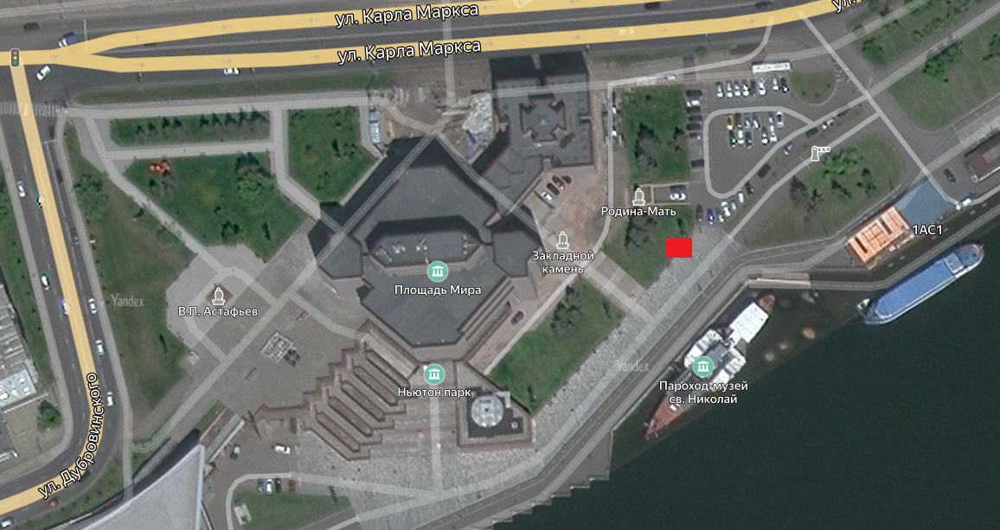 ул. Карла Маркса
ул.
ул. Карла Маркса
Родина-Мать
1АС1
Закладной
камень
Площадь Мира
Yandex
В.П. Астафьев
Yandex
Ньютон парк
Пароход-музей
св. Николай
ул. Дубровинского